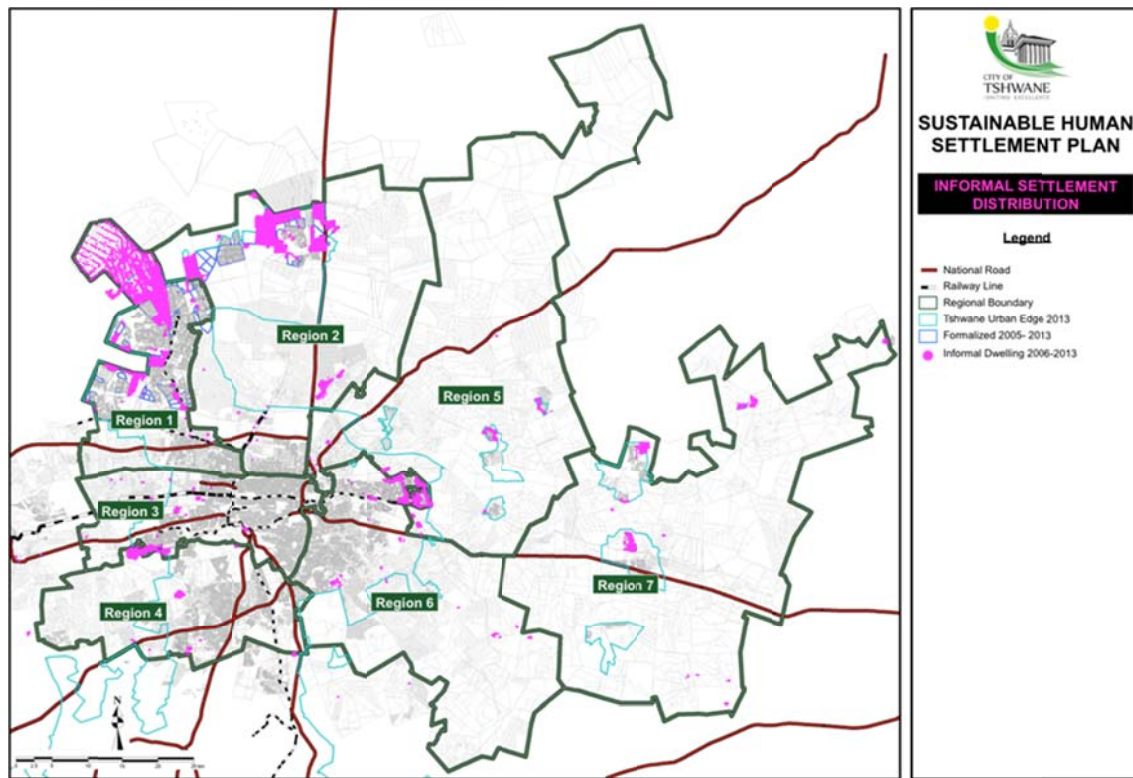 Region 1
Region 2
Region 3
Region 4
Region 5
Region 6
Region 7
N
CITY OF
TSHWANE
IGNITING EXCELLENCE
SUSTAINABLE HUMAN
SETTLEMENT PLAN
INFORMAL SETTLEMENT
DISTRIBUTION
Legend
National Road
Railway Line
Regional Boundary
Tshwane Urban Edge 2013
Formalized 2005- 2013
Informal Dwelling 2006-2013